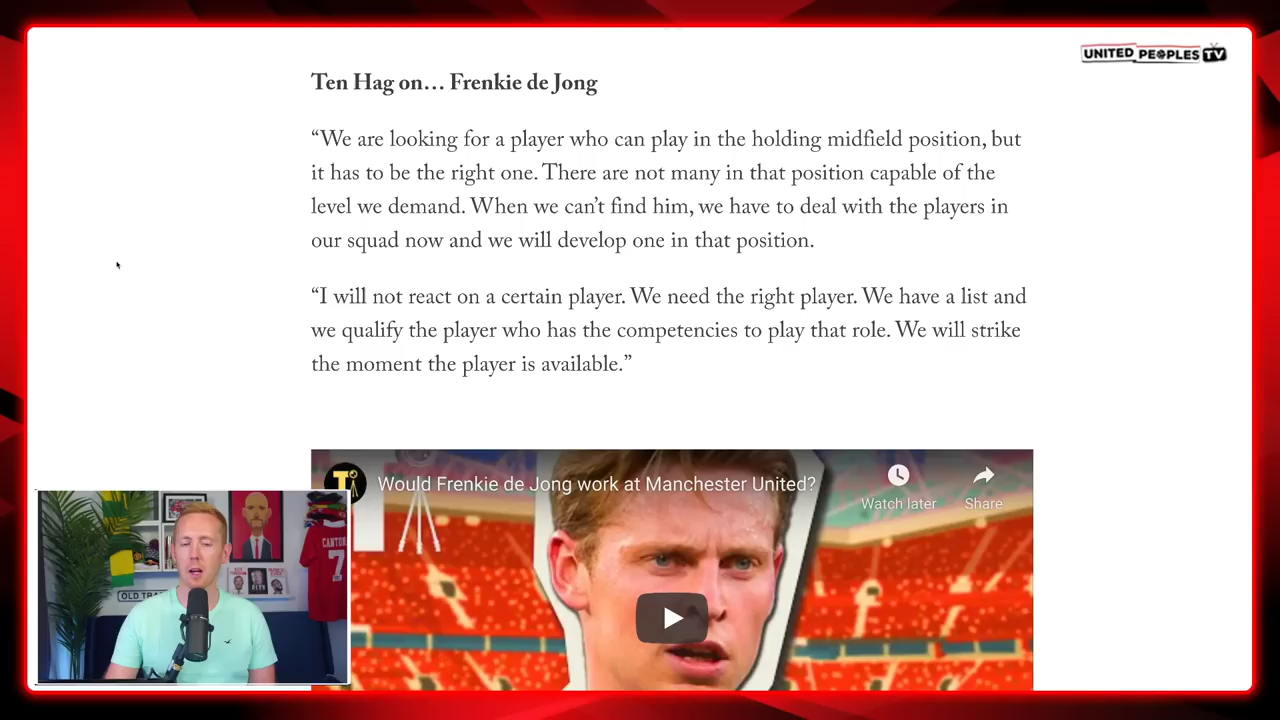 UNITED PEOPLES TV
Ten Hag on… Frenkie de Jong
“We are looking for a player who can play in the holding midfield position, but
it has to be the right one. There are not many in that position capable of the
level we demand. When we can’t find him, we have to deal with the players in
our squad now and we will develop one in that position.
“I will not react on a certain player. We need the right player. We have a list and
we qualify the player who has the competencies to play that role. We will strike
the moment the player is available.”
Would Frenkie de Jong work at Manchester United?
Watch later
Share
CANTON
7
OLD TRA